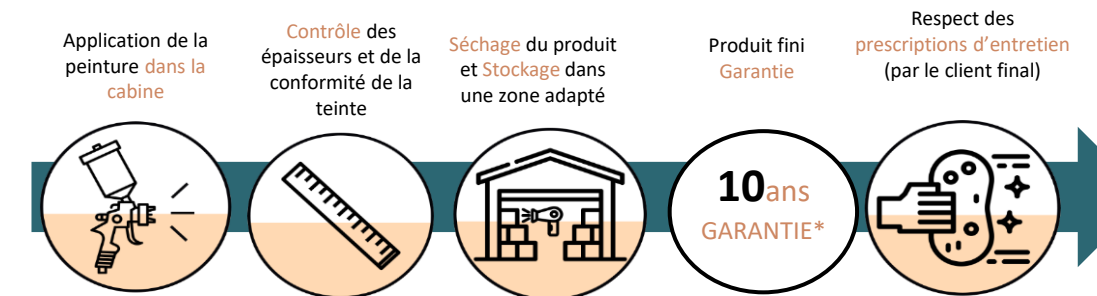 Application de la
peinture dans la
cabine
Contrôle des
épaisseurs et de la
conformité de la
teinte
Séchage du produit
et Stockage dans
une zone adapté
Produit fini
Garantie
Respect des
prescriptions d’entretien
(par le client final)
10ans
GARANTIE*